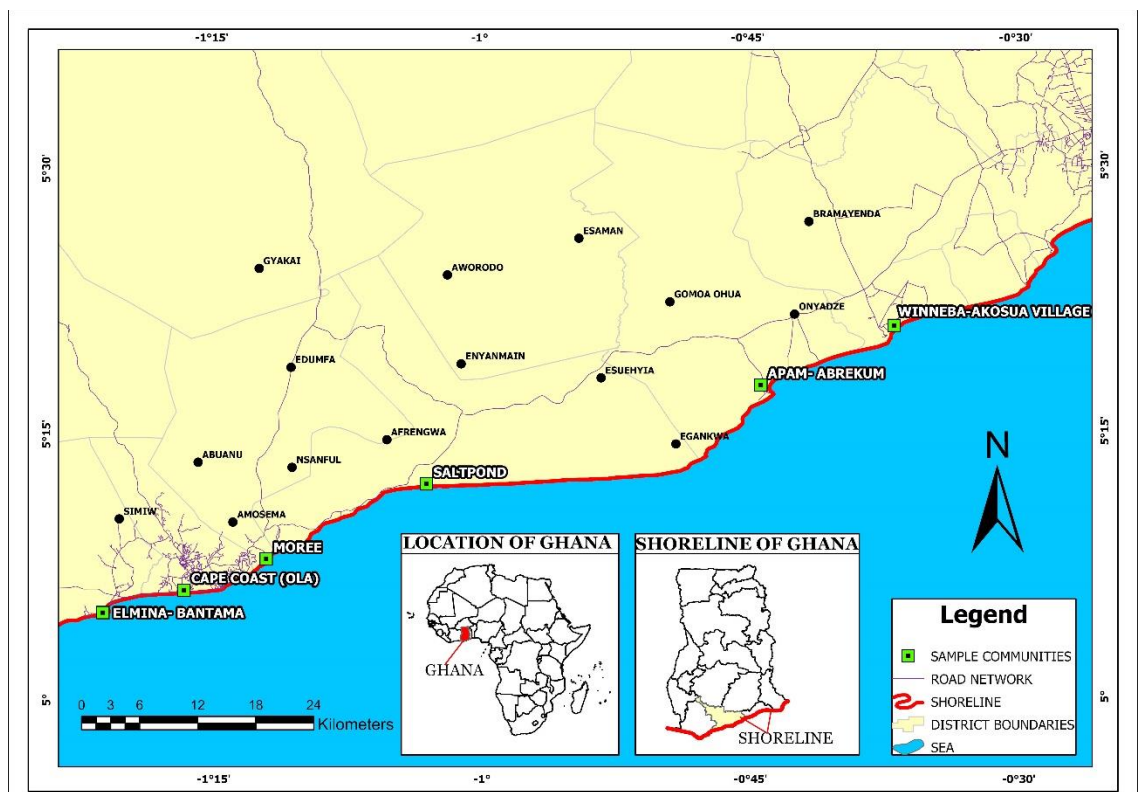 -1°15'
-1°
-0°45'
-0°30'
5°30'
5°30'
BRAMAYENDA
ESAMAN
GYAKAI
AWORODO
GOMOA OHUA
ONYADZE
WINNEBA-AKOSUA VILLAGE
ENYANMAIN
EDUMFA
ESUEHYIA
APAM- ABREKUM
5°15'
5°15'
AFRENGWA
EGANKWA
ABUANU
NSANFUL
SALTPOND
SIMIW
AMOSEMA
MOREE
CAPE COAST (OLA)
ELMINA- BANTAMA
N
LOCATION OF GHANA
GHANA
SHORELINE OF GHANA
SHORELINE
Legend
SAMPLE COMMUNITIES
ROAD NETWORK
SHORELINE
DISTRICT BOUNDARIES
SEA
5°
5°
0 3 6 12 18 24
Kilometers
-1°15'
-1°
-0°45'
-0°30'